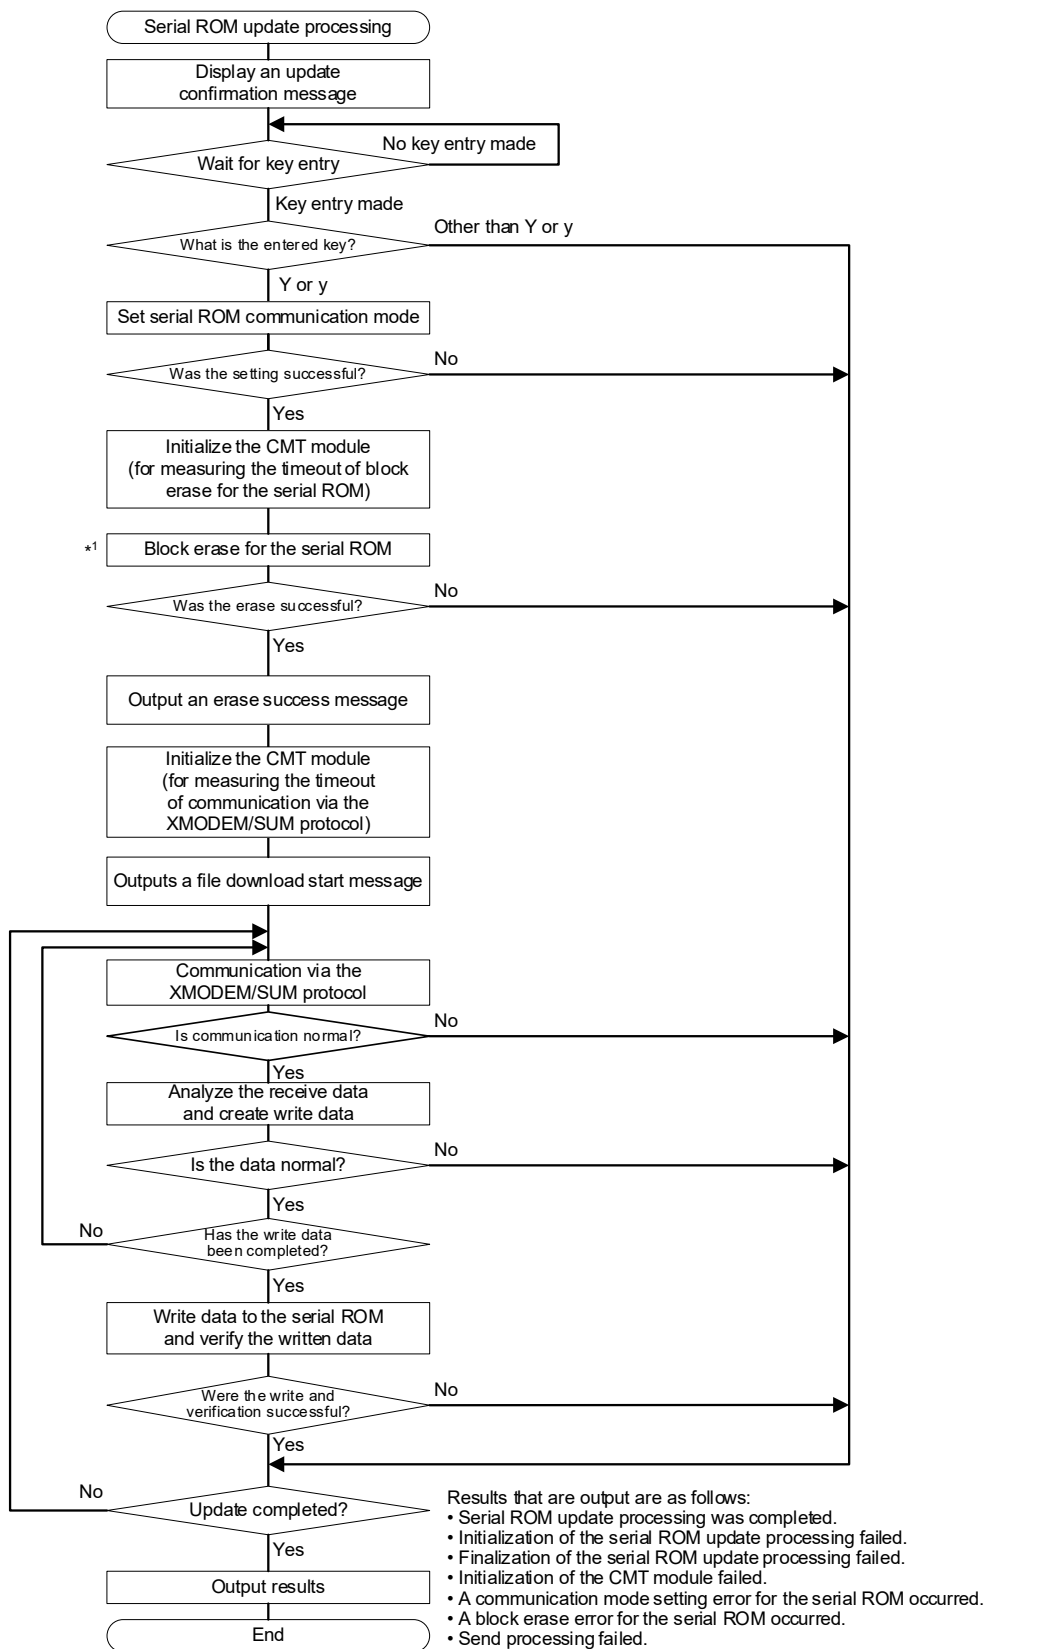 Serial ROM update processing
Display an update
confirmation message
No key entry made
Wait for key entry
Key entry made
Other than Y or y
What is the entered key?
Y or y
Set serial ROM communication mode
No
Was the setting successful?
Yes
Initialize the CMT module
(for measuring the timeout of block
erase for the serial ROM)
*1
Block erase for the serial ROM
No
Was the erase successful?
Yes
Output an erase success message
Initialize the CMT module
(for measuring the timeout
of communication via the
XMODEM/SUM protocol)
Outputs a file download start message
Communication via the
XMODEM/SUM protocol
No
Is communication normal?
Yes
Analyze the receive data
and create write data
No
Is the data normal?
Yes
No
Has the write data
been completed?
Yes
Write data to the serial ROM
and verify the written data
No
Were the write and
verification successful?
Yes
No
Update completed?
Yes
Output results
End
Results that are output are as follows:
• Serial ROM update processing was completed.
• Initialization of the serial ROM update processing failed.
• Finalization of the serial ROM update processing failed.
• Initialization of the CMT module failed.
• A communication mode setting error for the serial ROM occurred.
• A block erase error for the serial ROM occurred.
• Send processing failed.